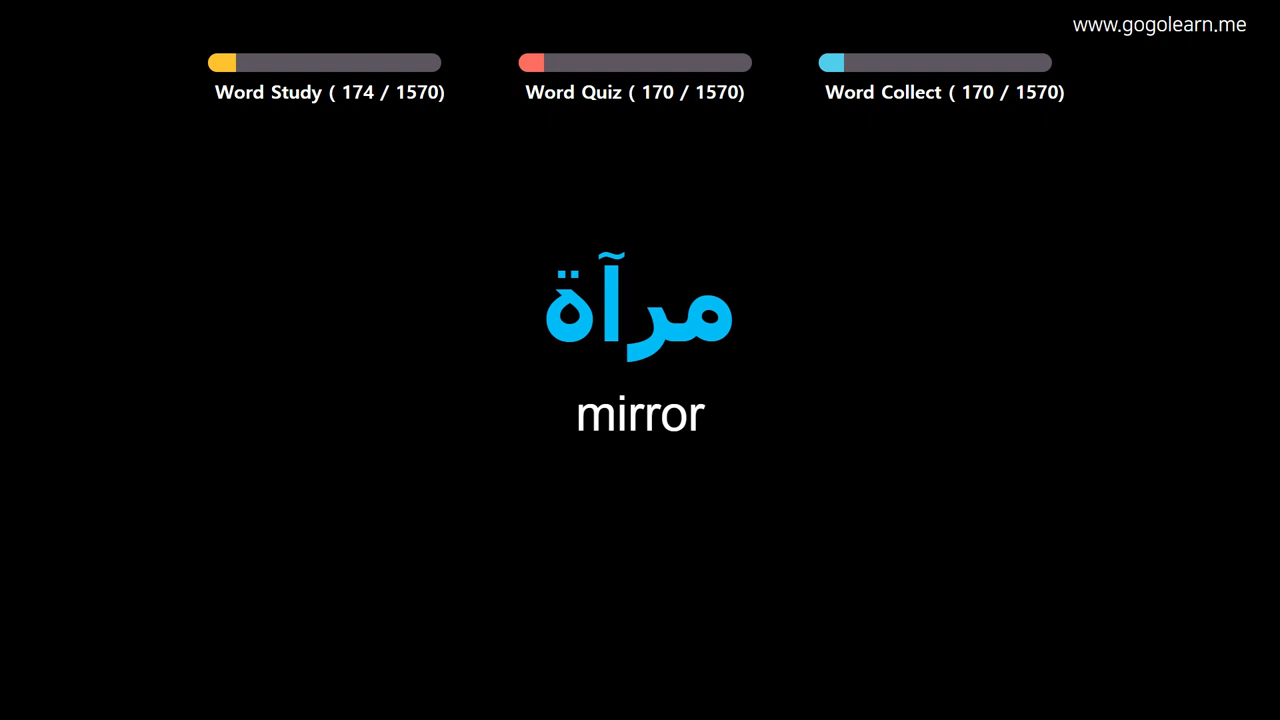 www.gogolearn.me
Word Study ( 174 / 1570)
Word Quiz ( 170 / 1570)
Word Collect ( 170 / 1570)
مرآة
mirror